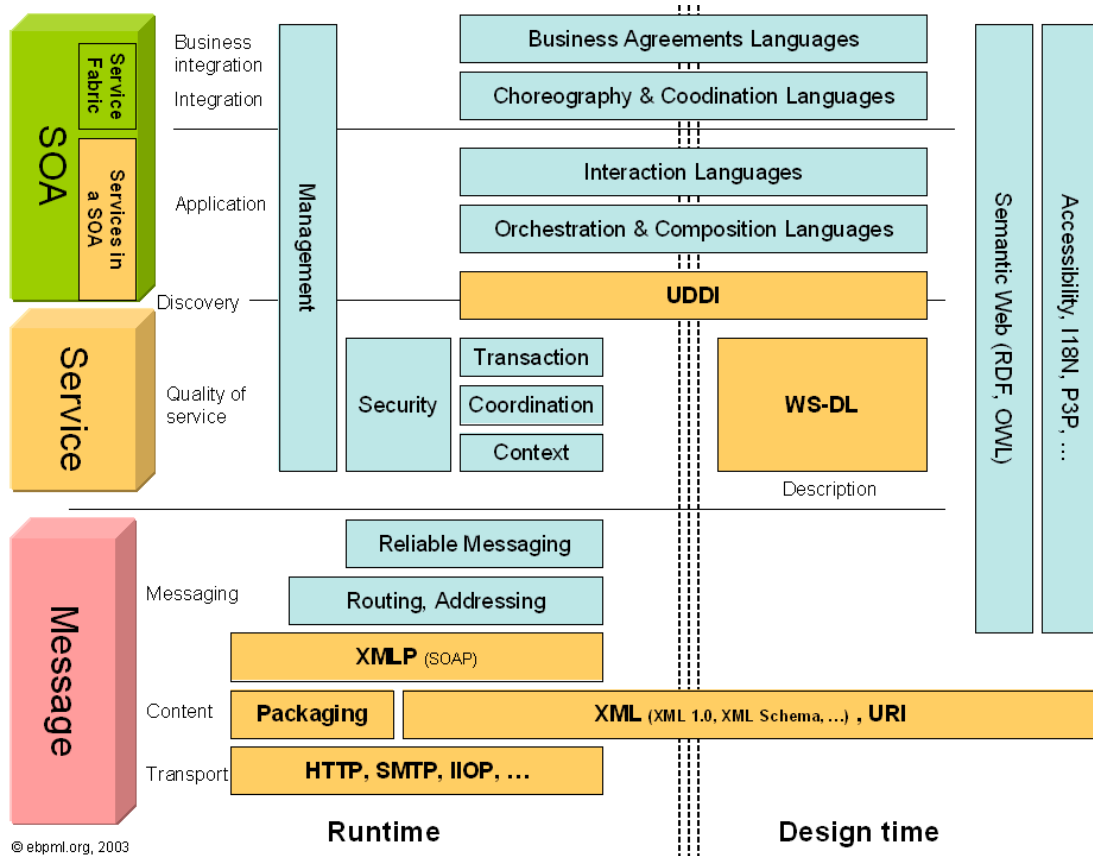 SOA
Service
Fabric
Services in
a SOA
Business
integration
Integration
Application
Discovery
Management
Business Agreements Languages
Choreography & Coodination Languages
Interaction Languages
Orchestration & Composition Languages
UDDI
Semantic Web (RDF, OWL)
Accessibility, I18N, P3P, ...
Service
Quality of
service
Security
Transaction
Coordination
Context
WS-DL
Description
Message
Messaging
Reliable Messaging
Routing, Addressing
XMLP (SOAP)
Content
Packaging
XML (XML 1.0, XML Schema, ...) , URI
Transport
HTTP, SMTP, IIOP, ...
Runtime
Design time
© ebpml.org, 2003